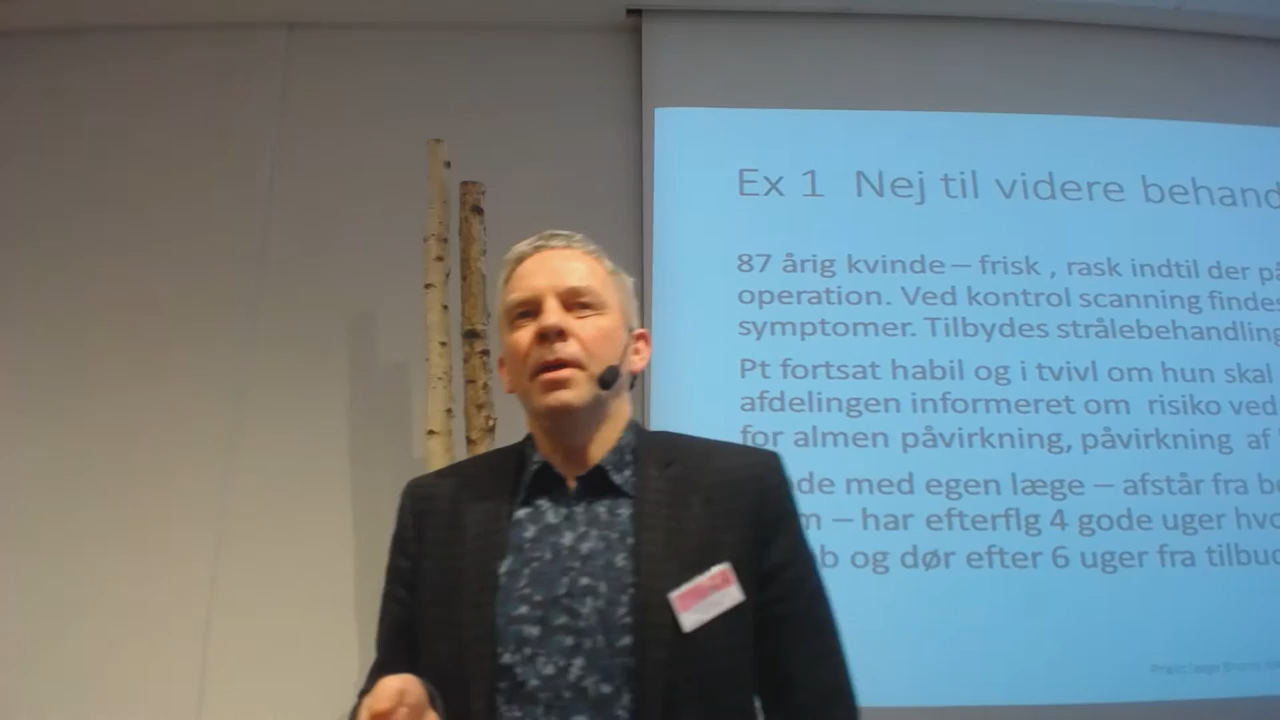 Ex 1 Nej til videre behand
87 årig kvinde – frisk , rask indtil der på
operation. Ved kontrol scanning findes
symptomer. Tilbydes strålebehandling
Pt fortsat habil og i tvivl om hun skal
afdelingen informeret om risiko ved
for almen påvirkning, påvirkning af
de med egen læge – afstår fra be
m – har efterflg 4 gode uger hvo
b og dør efter 6 uger fra tilbud